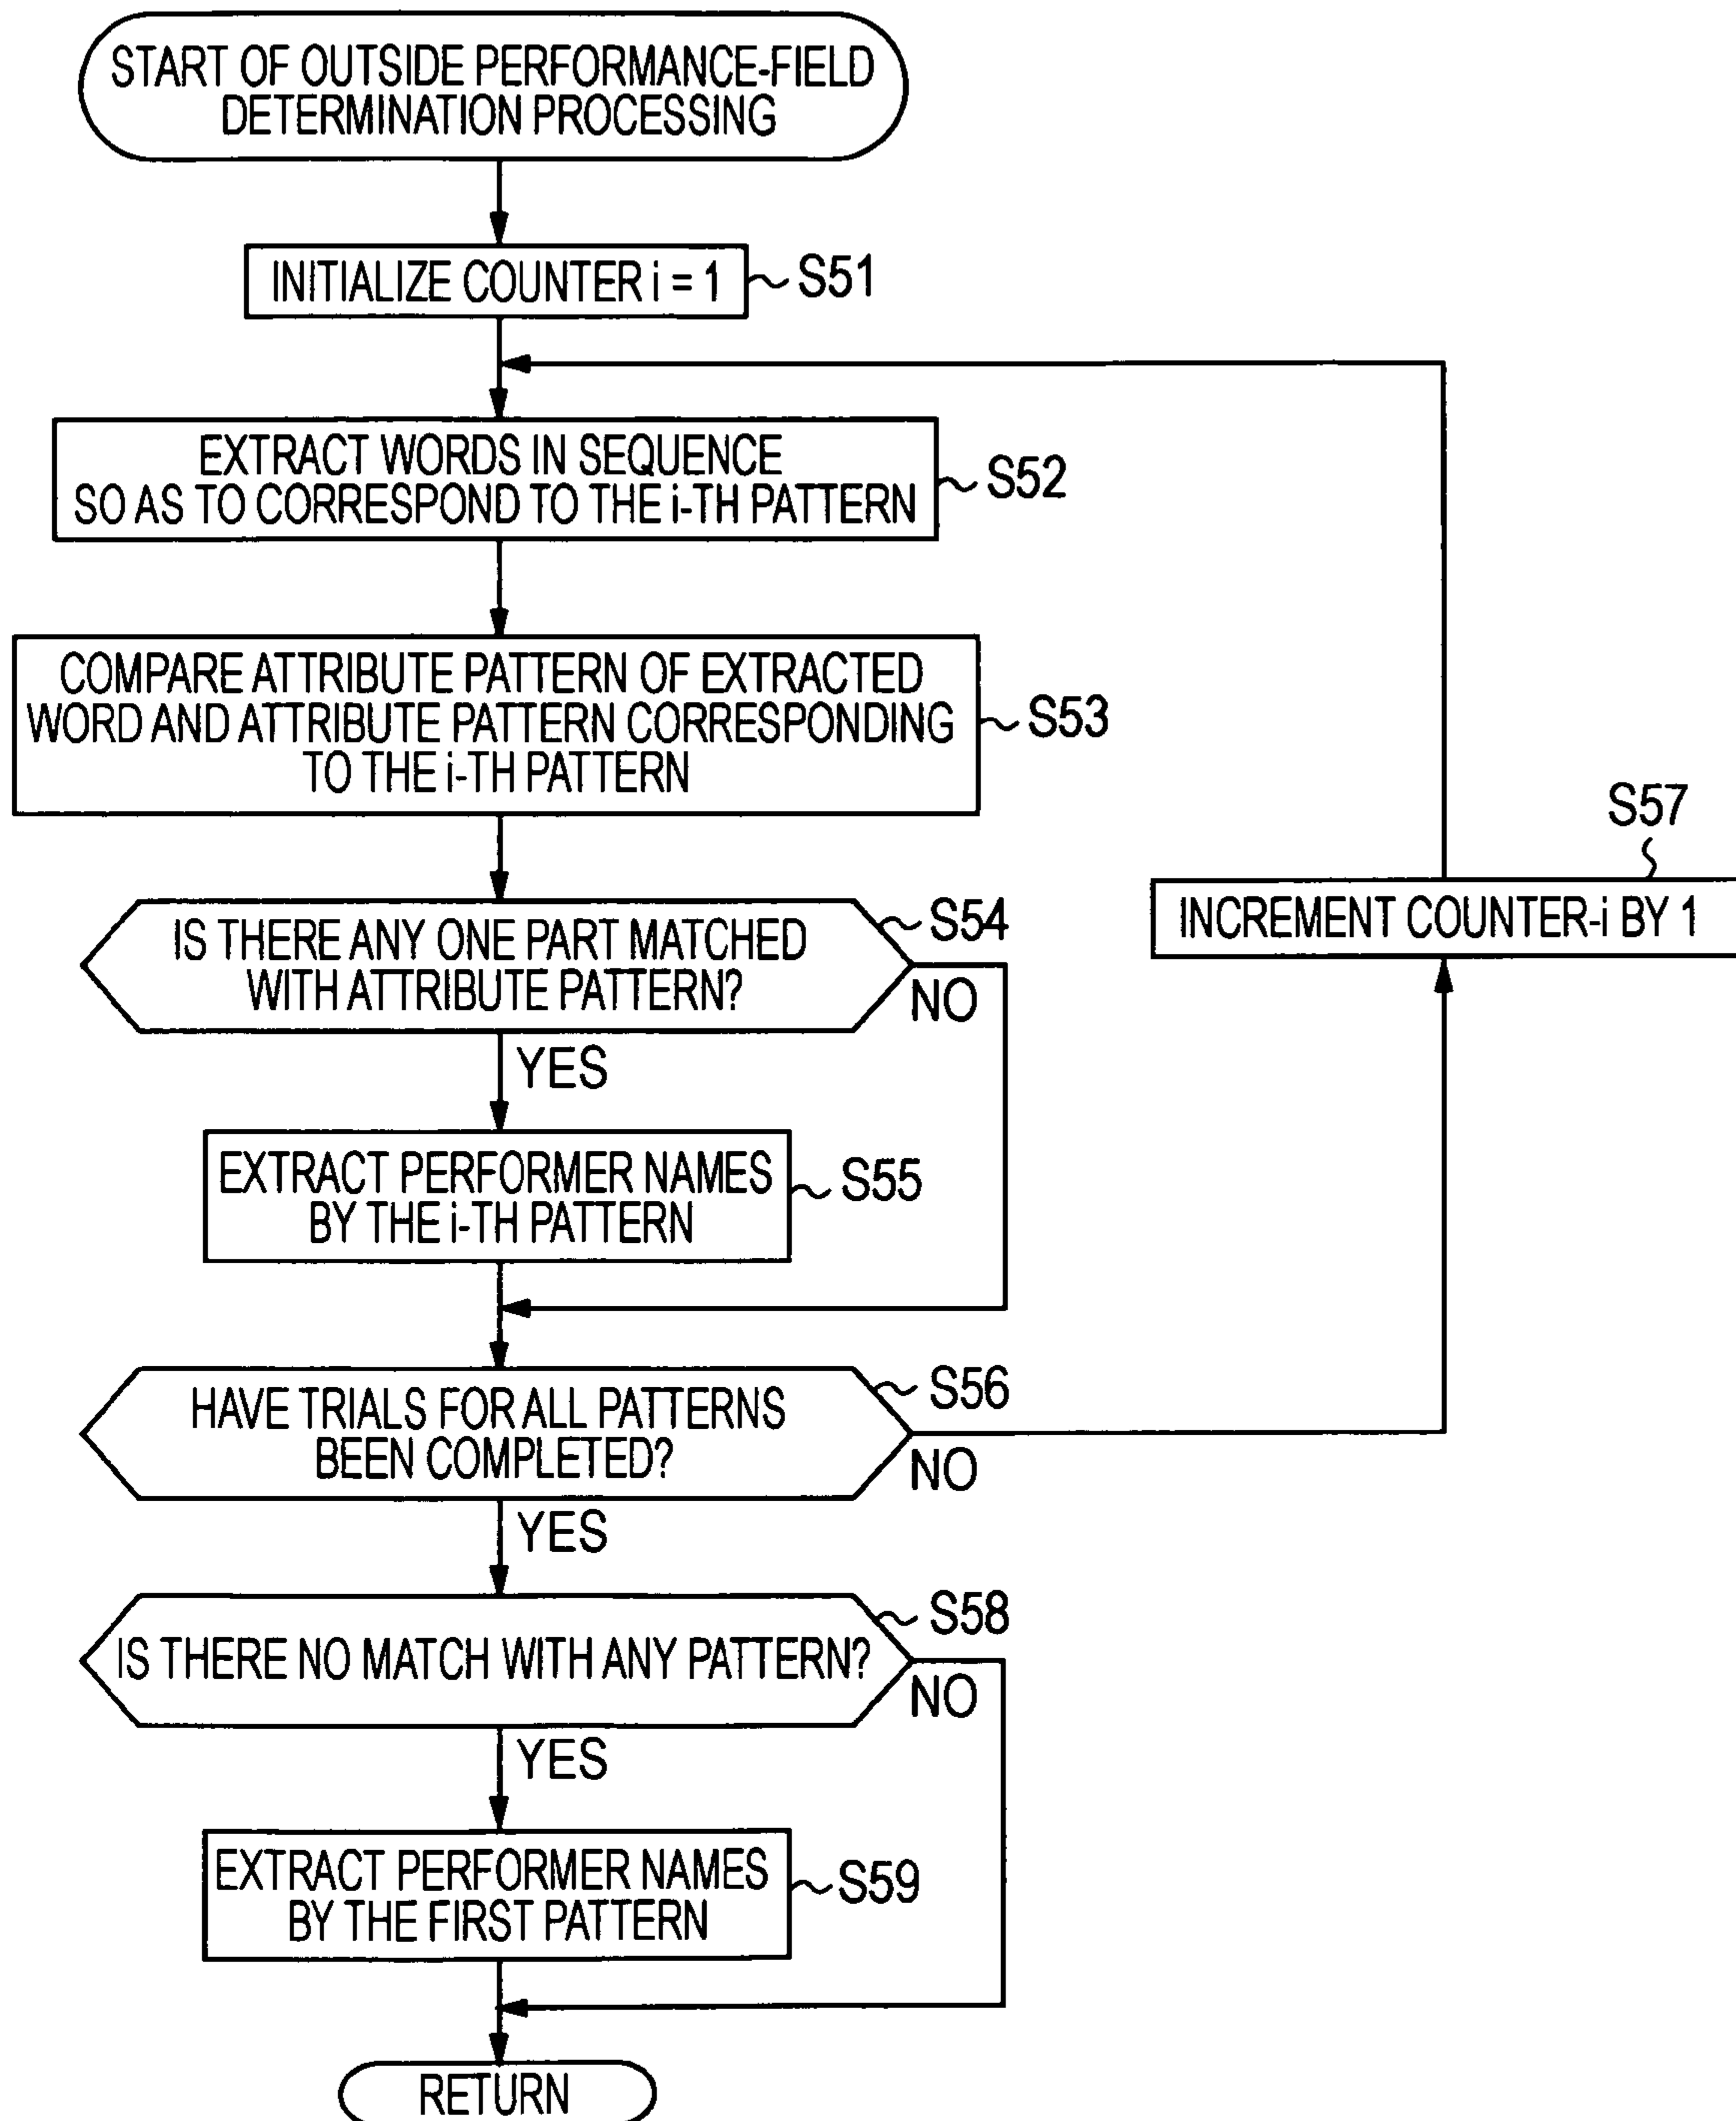 START OF OUTSIDE PERFORMANCE-FIELD
DETERMINATION PROCESSING
INITIALIZE COUNTER i = 1
S51
EXTRACT WORDS IN SEQUENCE
SO AS TO CORRESPOND TO THE i-TH PATTERN
S52
COMPARE ATTRIBUTE PATTERN OF EXTRACTED
WORD AND ATTRIBUTE PATTERN CORRESPONDING
TO THE i-TH PATTERN
S53
S57
INCREMENT COUNTER-i BY 1
IS THERE ANY ONE PART MATCHED
WITH ATTRIBUTE PATTERN?
S54
NO
YES
EXTRACT PERFORMER NAMES
BY THE i-TH PATTERN
S55
HAVE TRIALS FOR ALL PATTERNS
BEEN COMPLETED?
S56
NO
YES
IS THERE NO MATCH WITH ANY PATTERN?
S58
NO
YES
EXTRACT PERFORMER NAMES
BY THE FIRST PATTERN
S59
RETURN